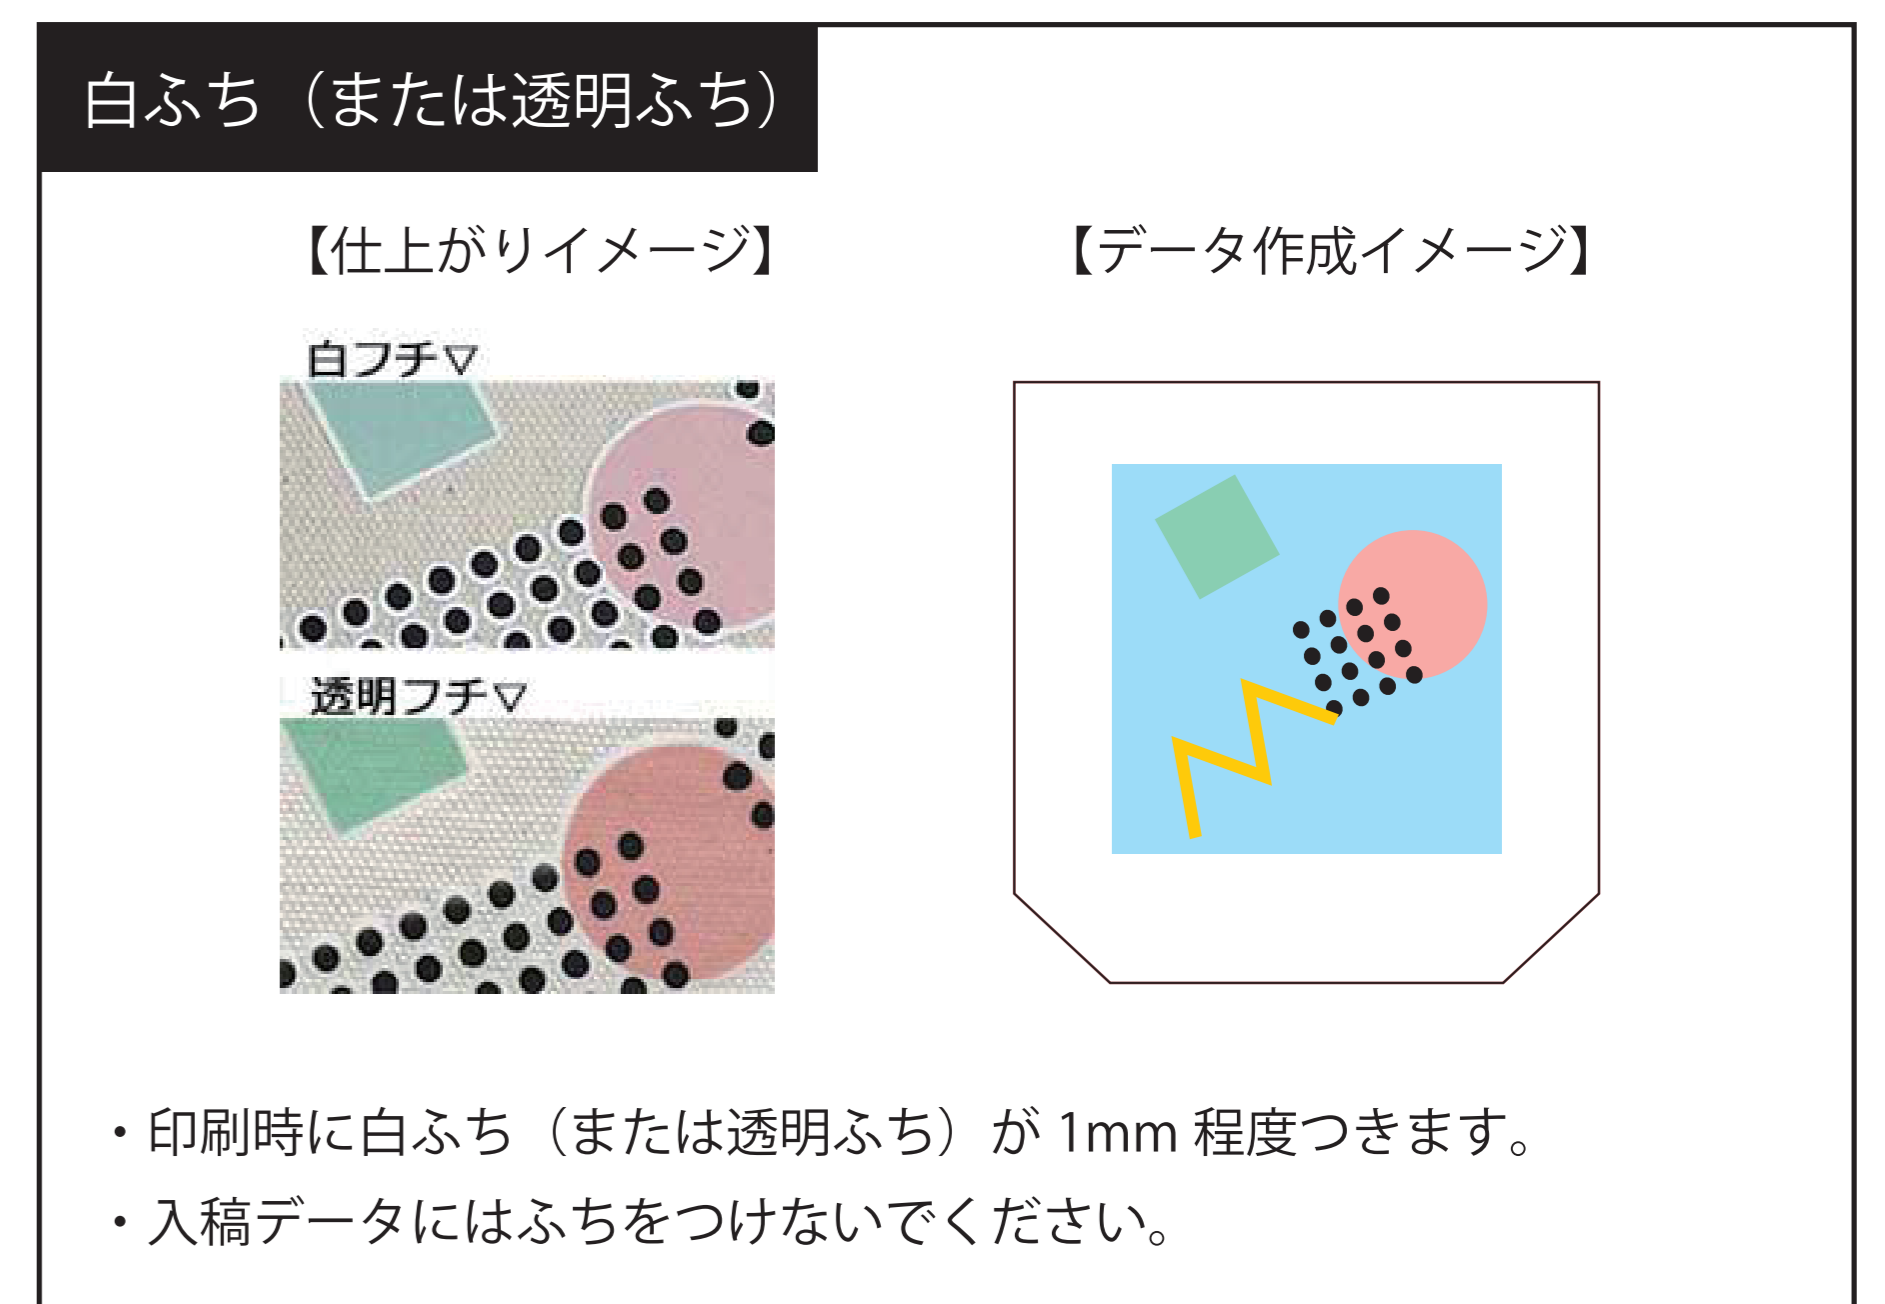 白ふち（または透明ふち）
【仕上がりイメージ】
白フチ▽
透明フチ▽
【データ作成イメージ】
・印刷時に白ふち（または透明ふち）が 1mm 程度つきます。
・入稿データにはふちをつけないでください。